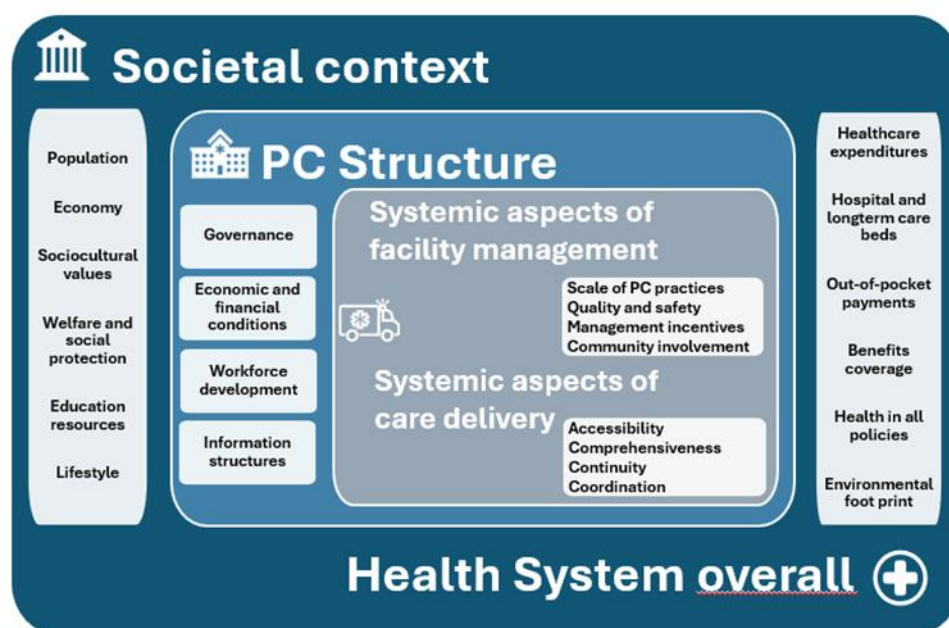 Societal context
Population
Economy
Sociocultural
values
Welfare and
social
protection
Education
resources
Lifestyle
PC Structure
Governance
Economic and
financial
conditions
Workforce
development
Information
structures
Systemic aspects of
facility management
Scale of PC practices
Quality and safety
Management incentives
Community involvement
Systemic aspects of
care delivery
Accessibility
Comprehensiveness
Continuity
Coordination
Healthcare
expenditures
Hospital and
longterm care
beds
Out-of-pocket
payments
Benefits
coverage
Health in all
policies
Environmental
foot print
Health System overall